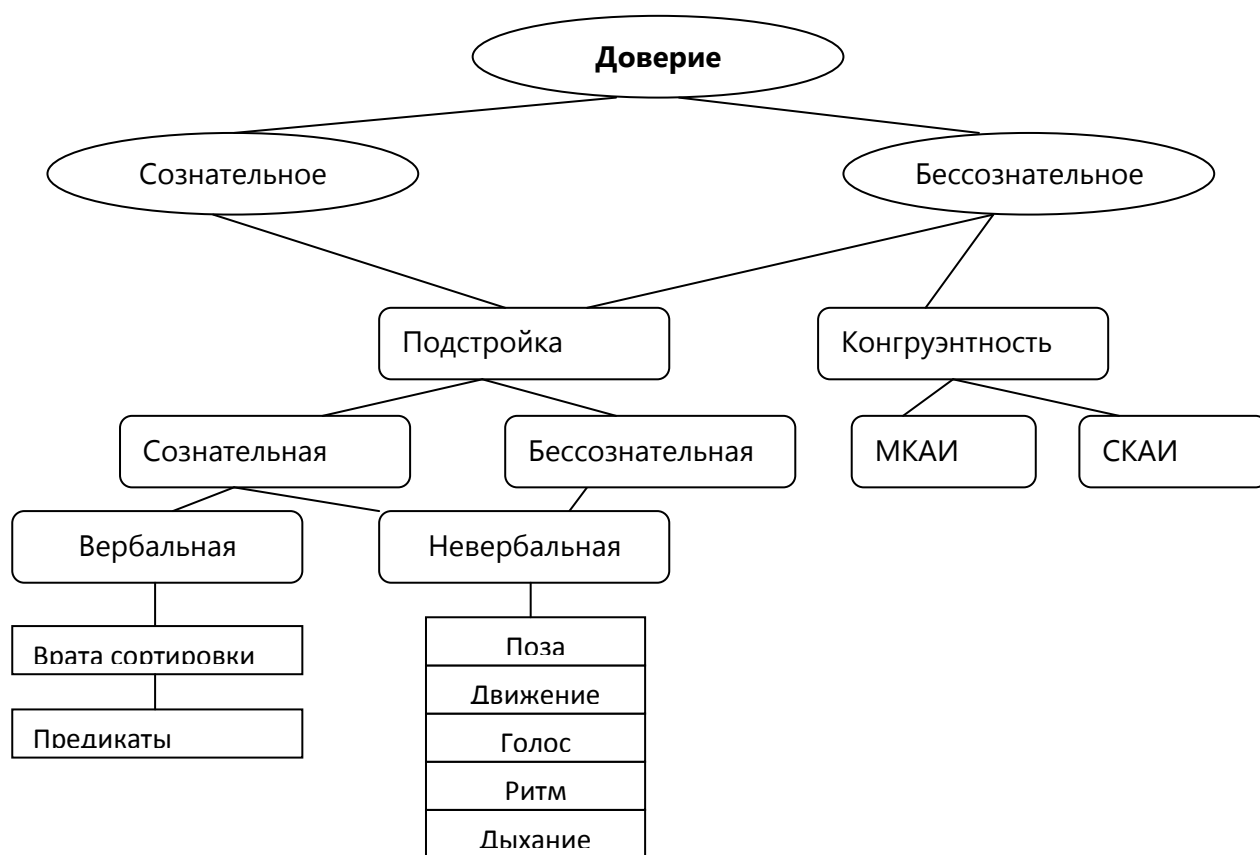 Доверие
Сознательное
Бессознательное
Подстройка
Конгруэнтность
Сознательная
Бессознательная
МКАИ
СКАИ
Вербальная
Невербальная
Врата сортировки
Поза
Движение
Предикаты
Голос
Ритм
Дыхание